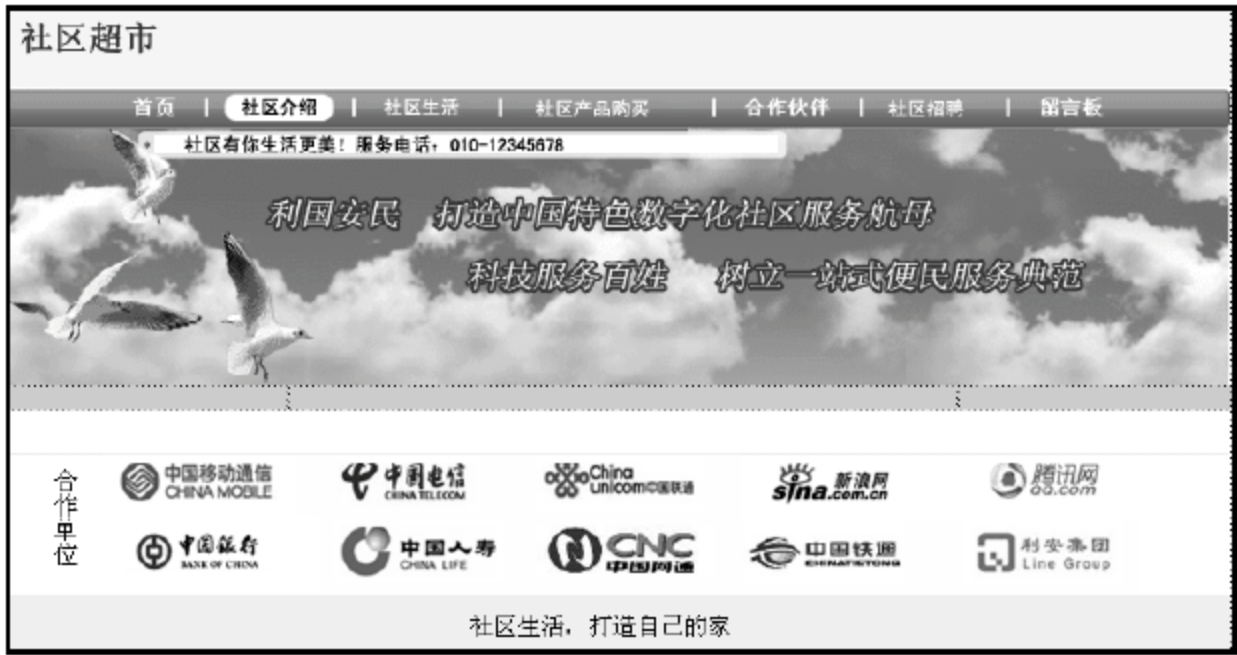 社区超市
首页 | 社区介绍 | 社区生活 | 社区产品购买 | 合作伙伴 | 社区招聘 | 留言板
社区有你生活更美! 服务电话: 010-12345678
利国安民 打造中国特色数字化社区服务航母
科技服务百姓 树立一站式便民服务典范
合作单位
中国移动通信 中国电信 China 新浪网 腾讯网
CHINA MOBILE CHINA TELECOM unicom中国联通 sina.com.cn QQ.com
中国银行 中国人寿 CNC 中国铁通 利安集团
BANK OF CHINA CHINA LIFE 中国网通 CHINATIETONG Line Group
社区生活,打造自己的家